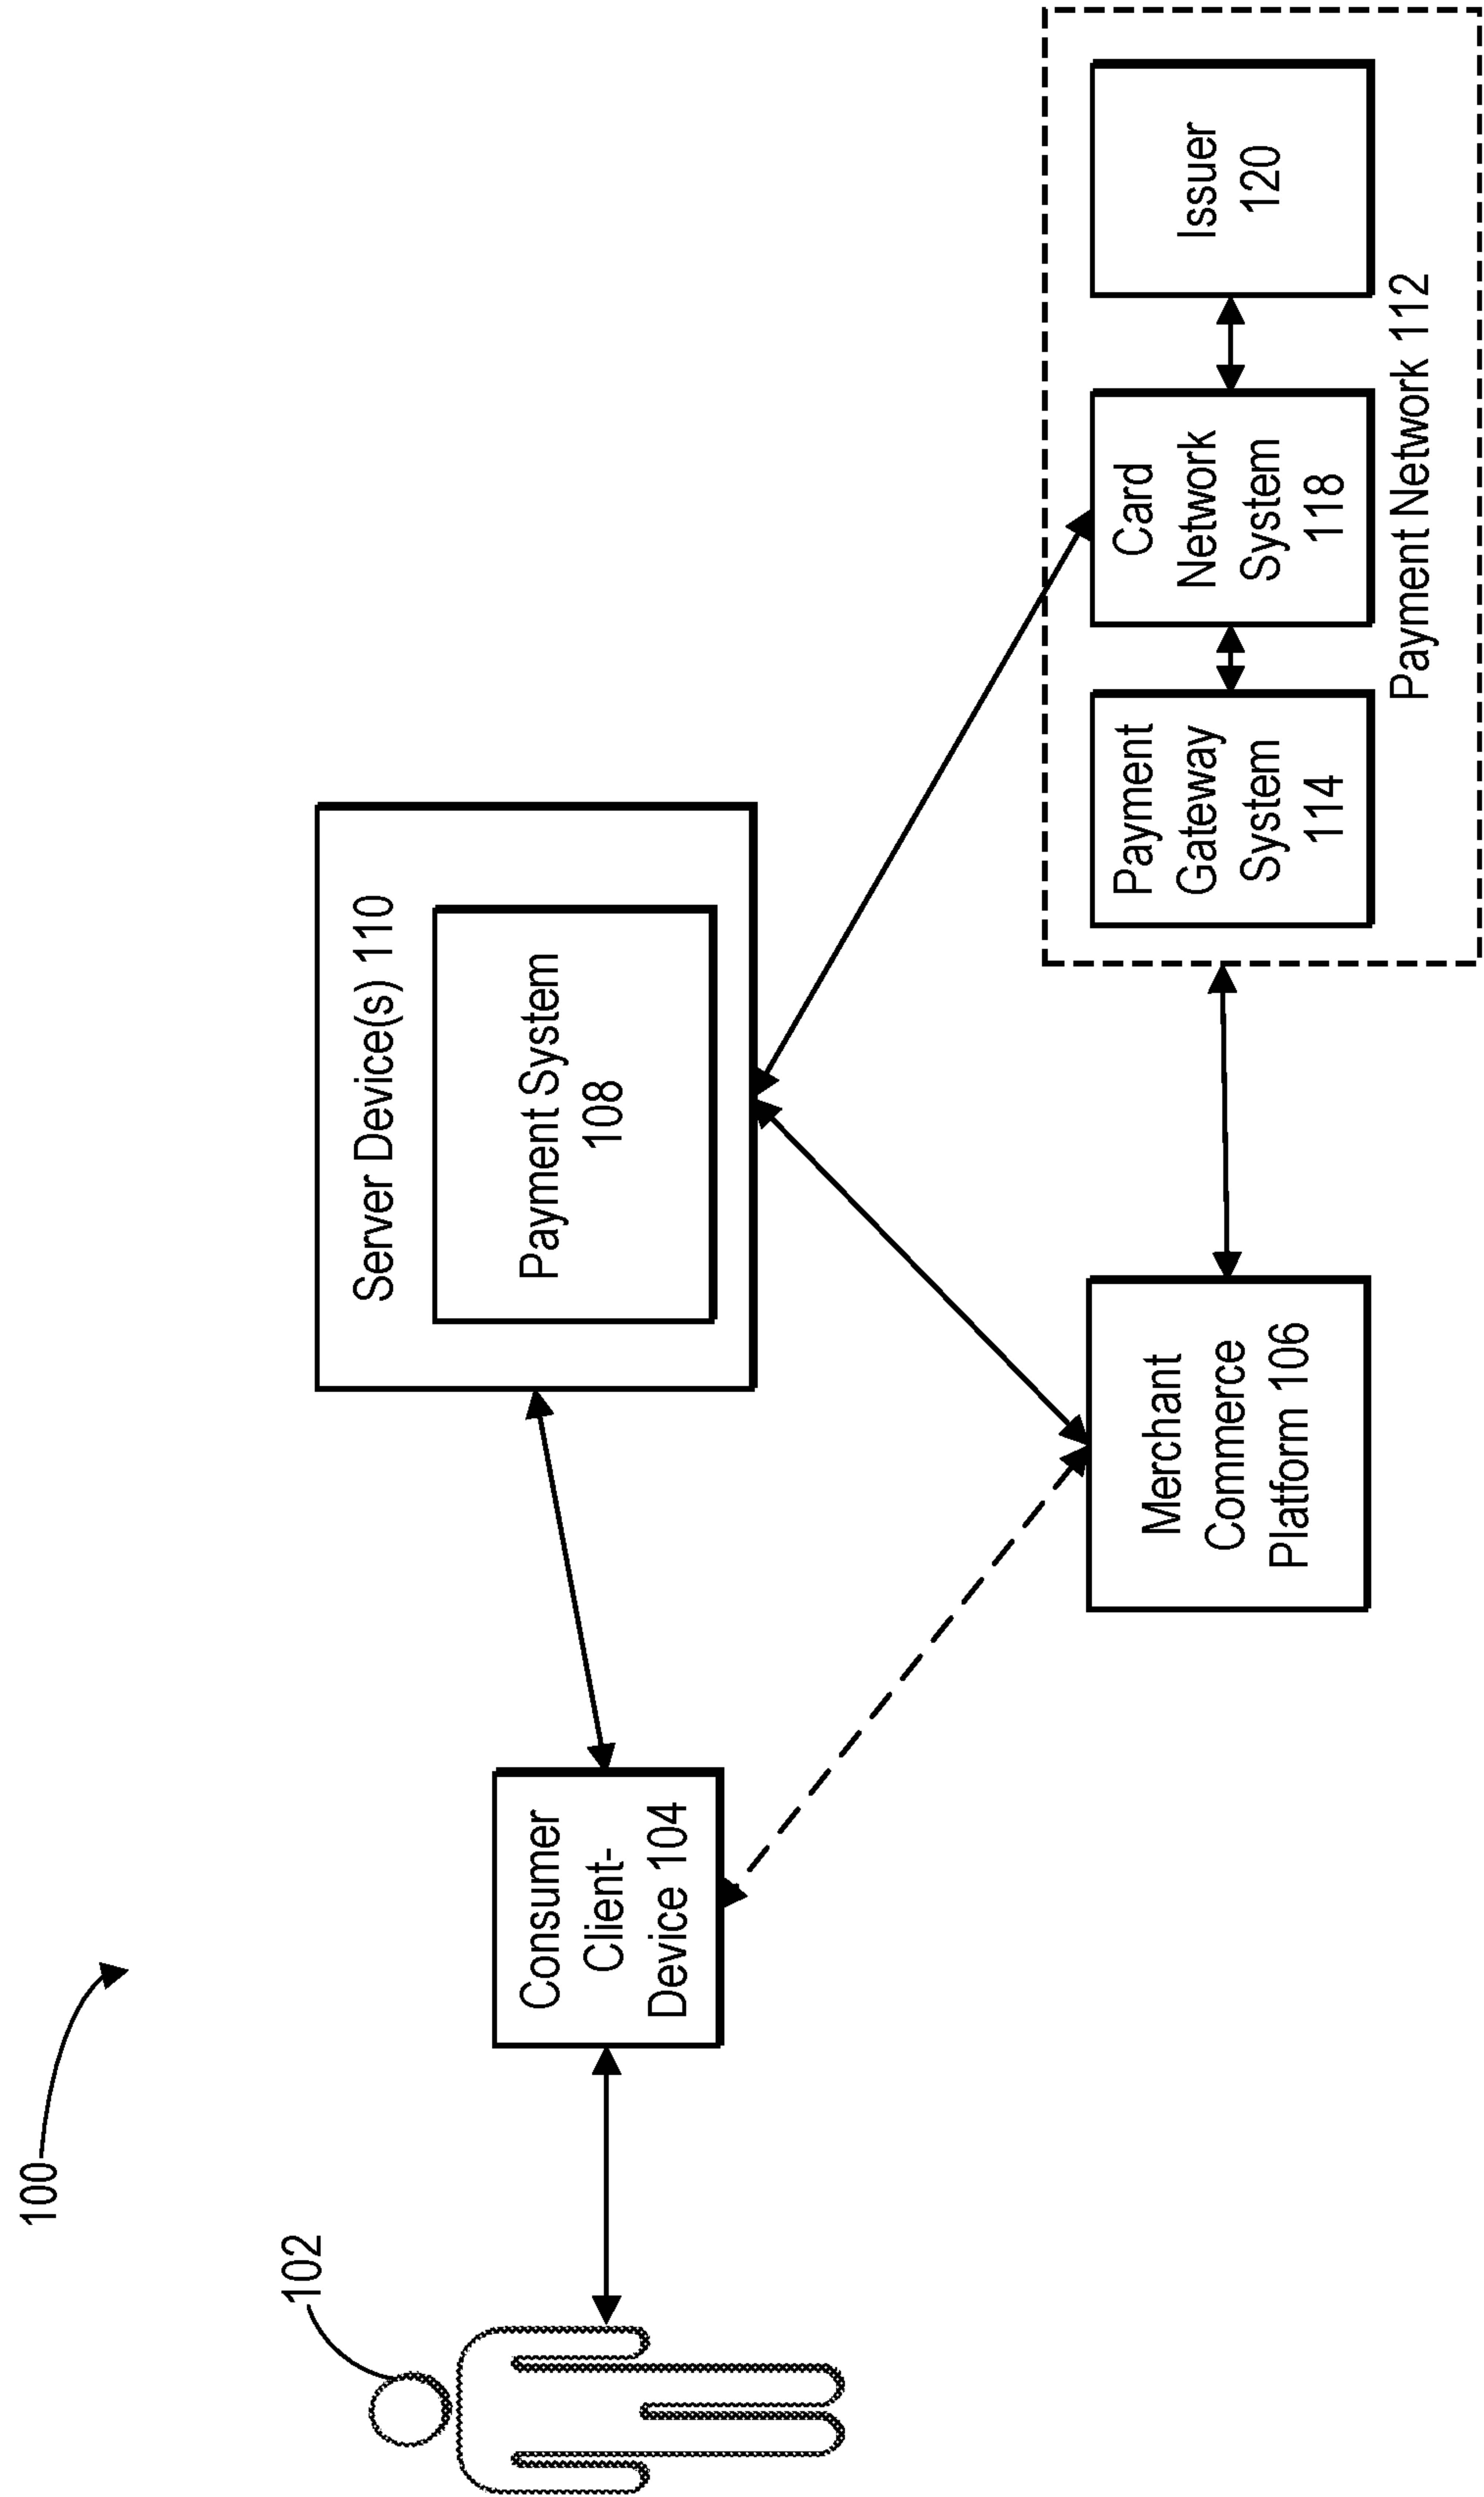 100
102
Consumer
Client-
Device 104
Server Device(s) 110
Payment System
108
Merchant
Commerce
Platform 106
Payment
Gateway
System
114
Card
Network
System
118
Issuer
120
Payment Network 112